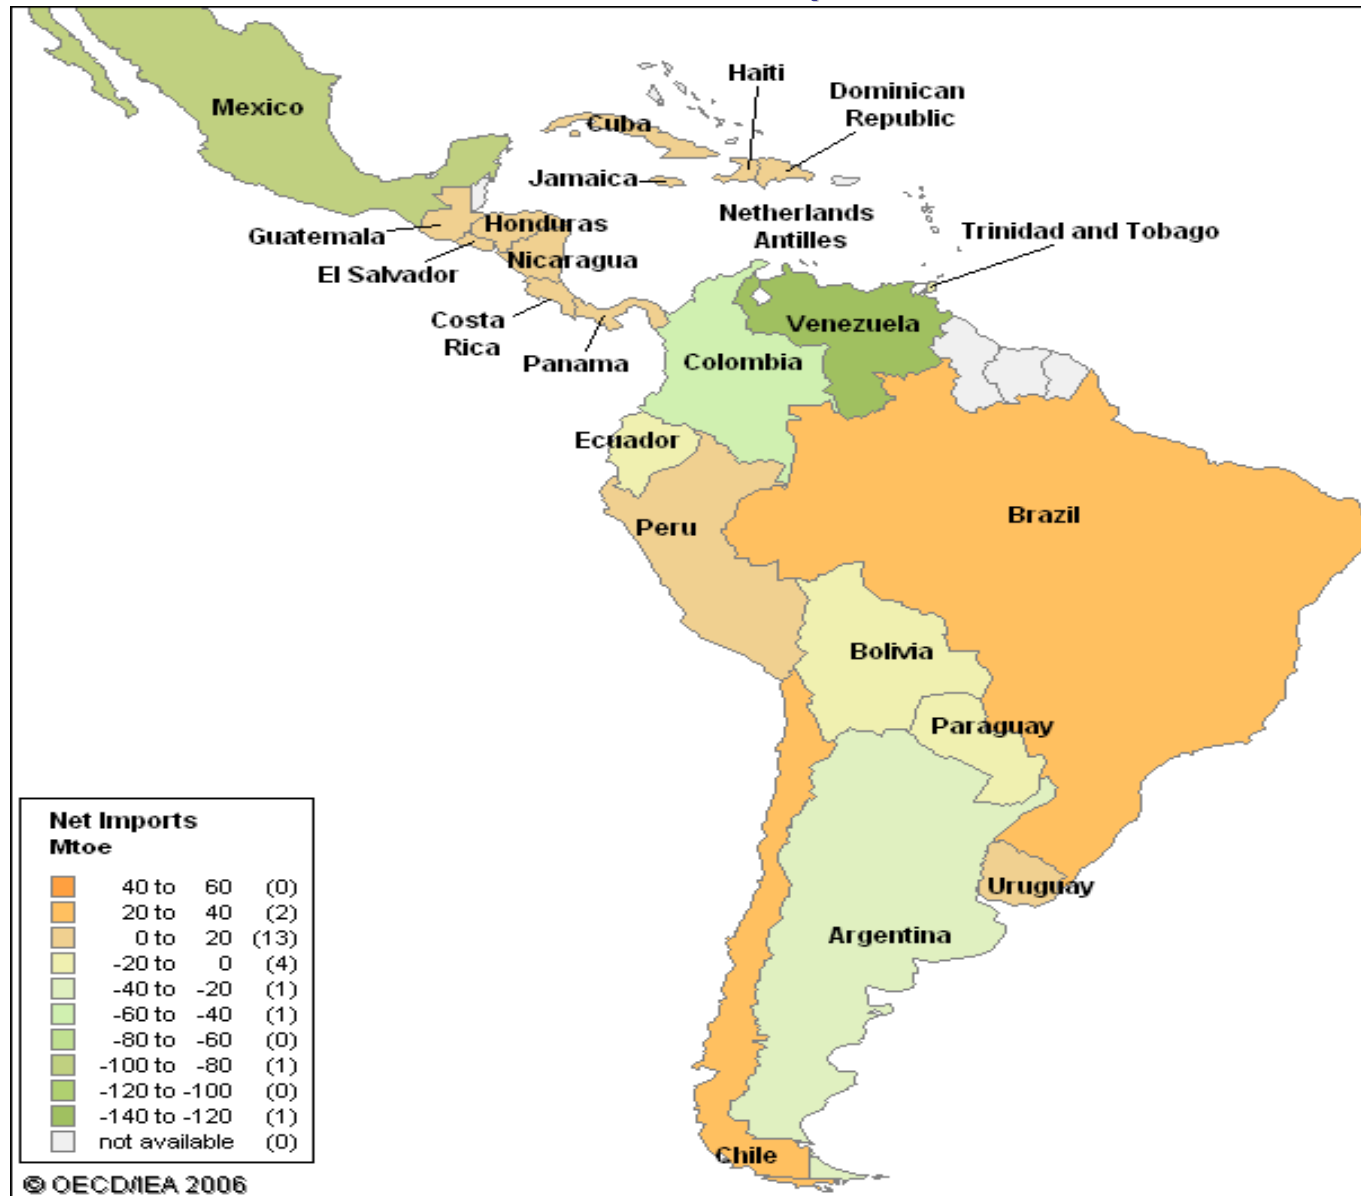 Haiti
Dominican
Republic
Mexico
Cuba
Jamaica
Netherlands
Antilles
Honduras
Guatemala
Trinidad and Tobago
Nicaragua
El Salvador
Costa
Rica
Panama
Venezuela
Colombia
Ecuador
Peru
Brazil
Bolivia
Paraguay
Uruguay
Argentina
Chile
Net Imports
Mtoe
40 to 60 (0)
20 to 40 (2)
0 to 20 (13)
-20 to 0 (4)
-40 to -20 (1)
-60 to -40 (1)
-80 to -60 (0)
-100 to -80 (1)
-120 to -100 (0)
-140 to -120 (1)
not available (0)
© OECD/IEA 2006